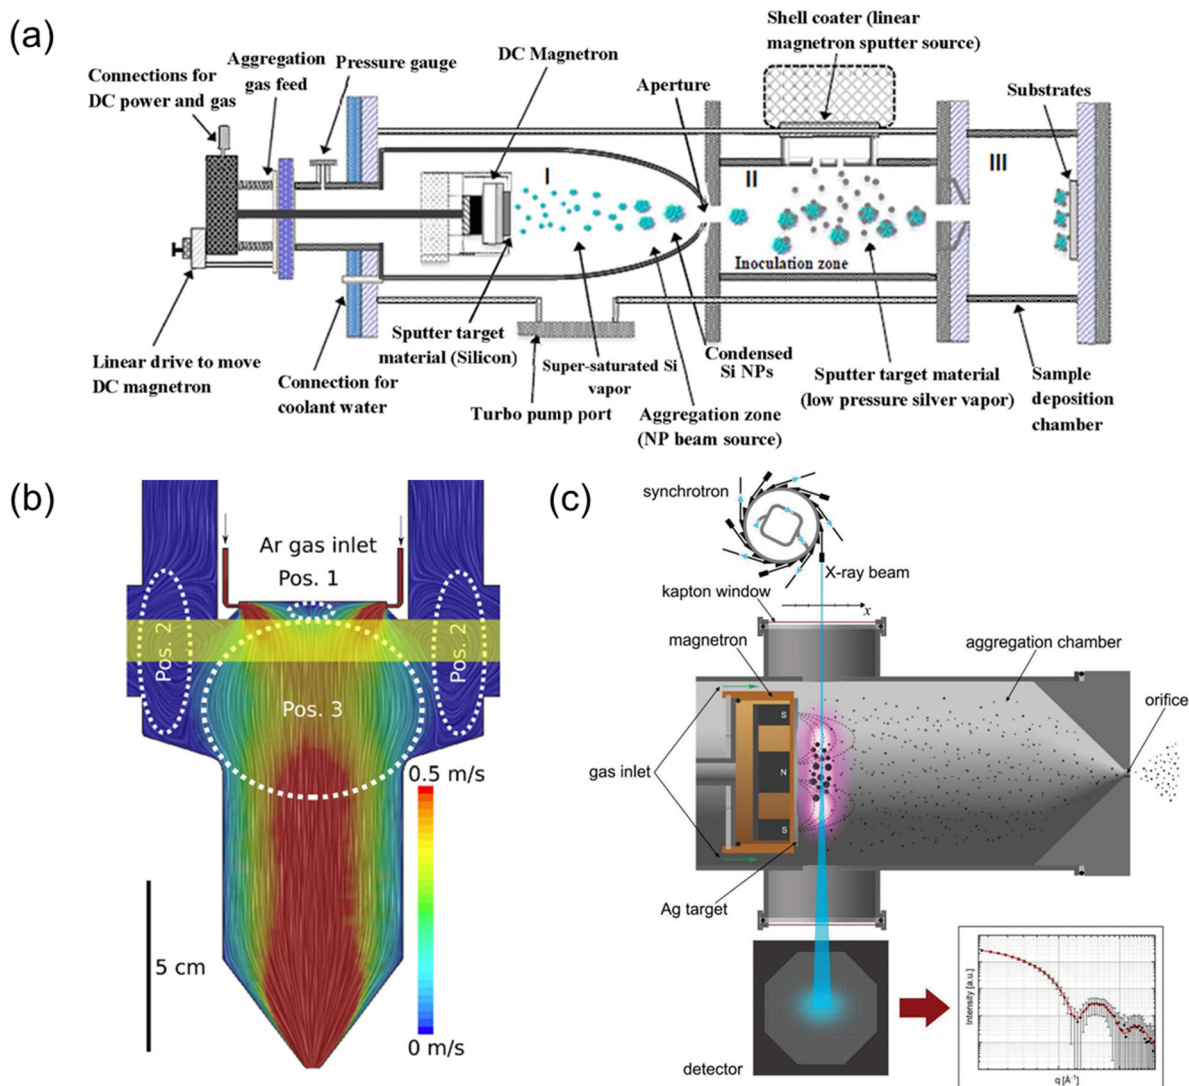 (a)
Connections for
DC power and gas
Aggregation
gas feed
Pressure gauge
DC Magnetron
Aperture
Shell coater (linear
magnetron sputter source)
Substrates
I
II
III
Inoculation zone
Linear drive to move
DC magnetron
Connection for
coolant water
Sputter target
material (Silicon)
Turbo pump port
Super-saturated Si
vapor
Aggregation zone
(NP beam source)
Condensed
Si NPs
Sputter target material
(low pressure silver vapor)
Sample
deposition
chamber
(b)
Ar gas inlet
Pos. 1
Pos. 2
Pos. 2
Pos. 3
0.5 m/s
0 m/s
5 cm
(c)
synchrotron
X-ray beam
kapton window
x
magnetron
aggregation chamber
orifice
S
N
S
gas inlet
Ag target
detector
Intensity [a.u.]
q [Å⁻¹]